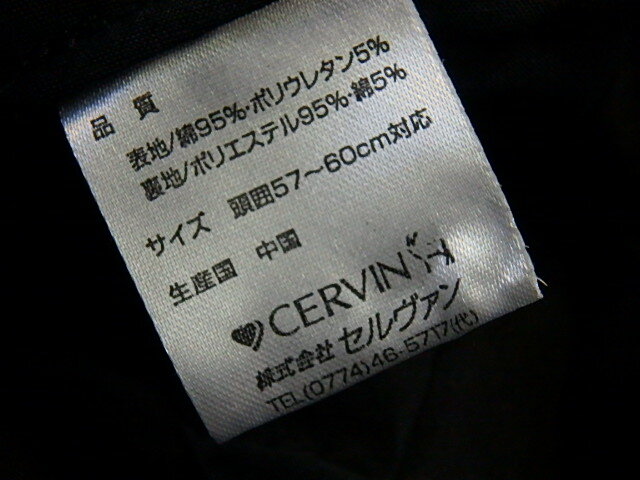 品質
表地/綿95%・ポリウレタン5%
裏地/ポリエステル95%・綿5%
サイズ 頭囲57～60cm対応
生産国 中国
CERVIN
株式会社 セルヴァン
TEL(0774)46-5717(代)